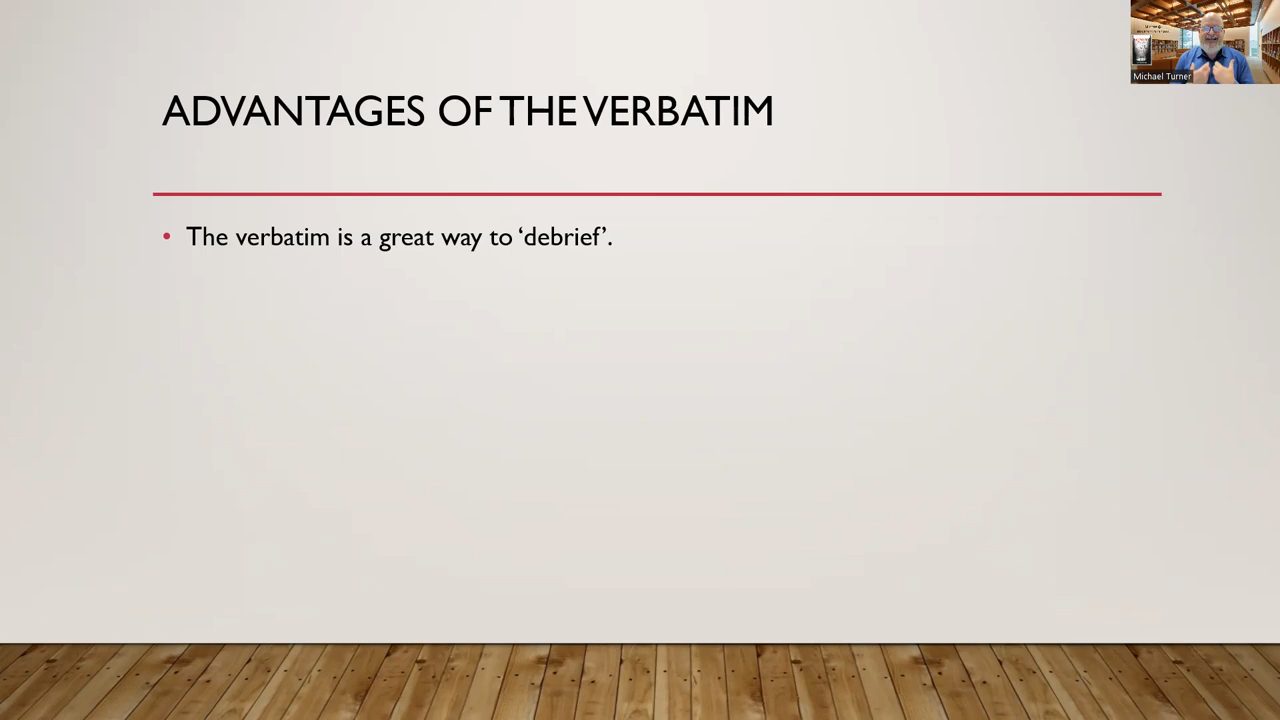 Michael Turner
ADVANTAGES OF THE VERBATIM
• The verbatim is a great way to ‘debrief’.